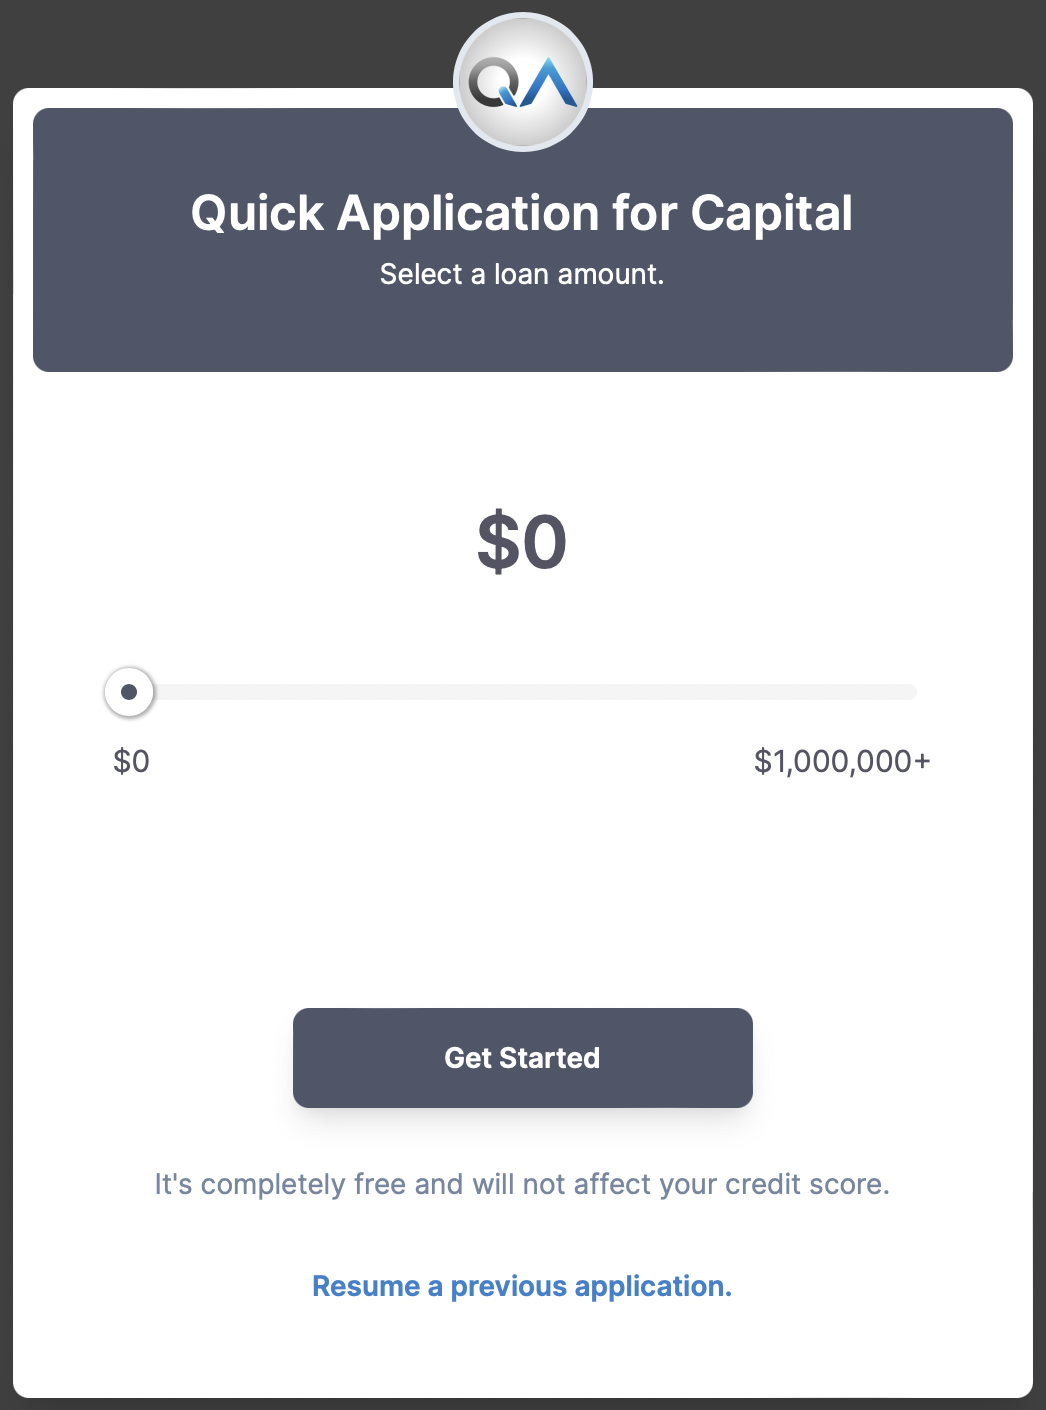 QA
Quick Application for Capital
Select a loan amount.
$0
$0
$1,000,000+
Get Started
It's completely free and will not affect your credit score.
Resume a previous application.